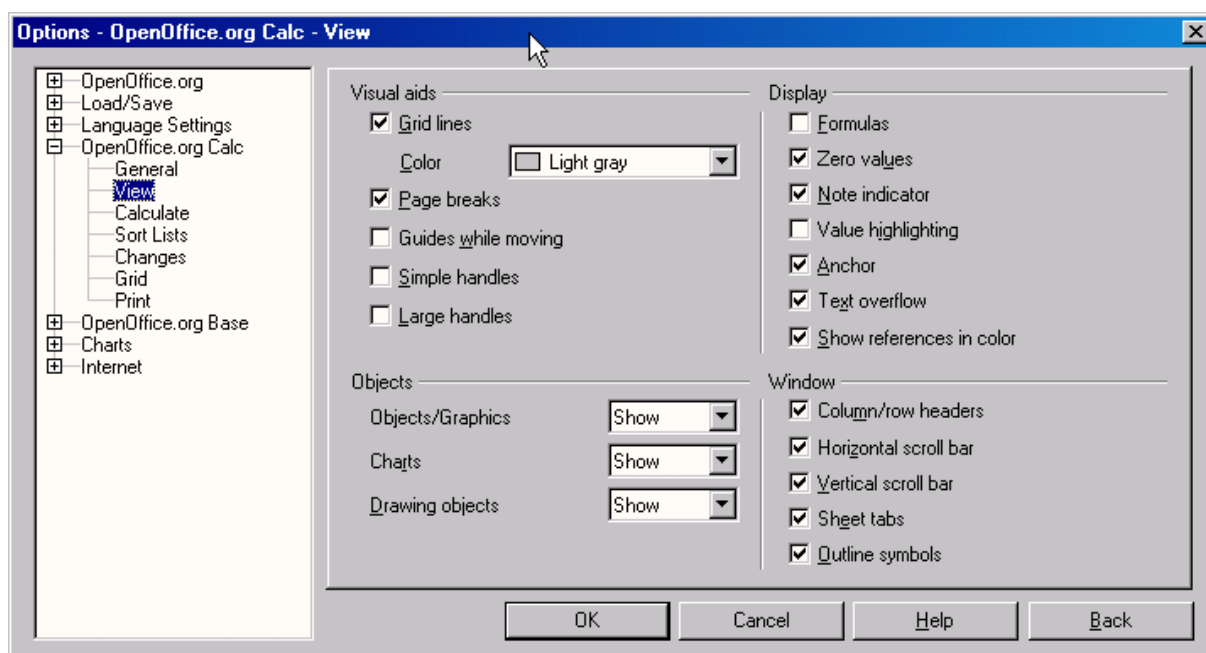 Options - OpenOffice.org Calc - View
OpenOffice.org
Load/Save
Language Settings
OpenOffice.org Calc
General
View
Calculate
Sort Lists
Changes
Grid
Print
OpenOffice.org Base
Charts
Internet
Visual aids
Grid lines
Color Light gray
Page breaks
Guides while moving
Simple handles
Large handles
Display
Formulas
Zero values
Note indicator
Value highlighting
Anchor
Text overflow
Show references in color
Objects
Objects/Graphics Show
Charts Show
Drawing objects Show
Window
Column/row headers
Horizontal scroll bar
Vertical scroll bar
Sheet tabs
Outline symbols
OK Cancel Help Back